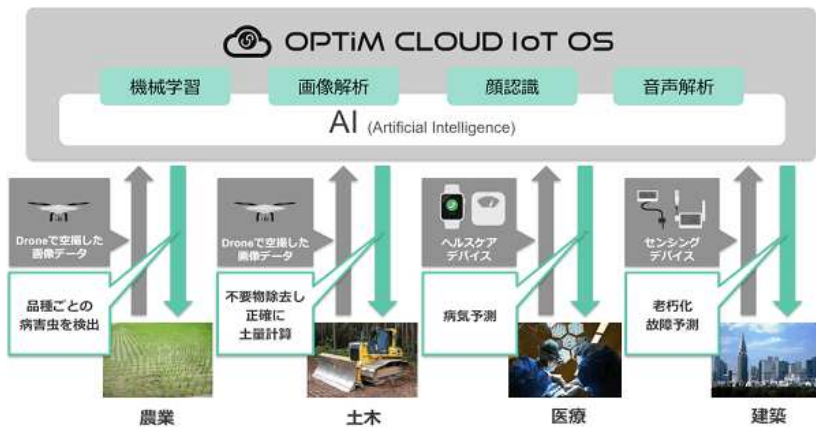 OPTiM CLOUD IoT OS
機械学習
画像解析
顔認識
音声解析
AI (Artificial Intelligence)
Droneで空撮した
画像データ
品種ごとの
病害虫を検出
農業
Droneで空撮した
画像データ
不要物除去し
正確に
土量計算
土木
ヘルスケア
デバイス
病気予測
医療
センシング
デバイス
老朽化
故障予測
建築